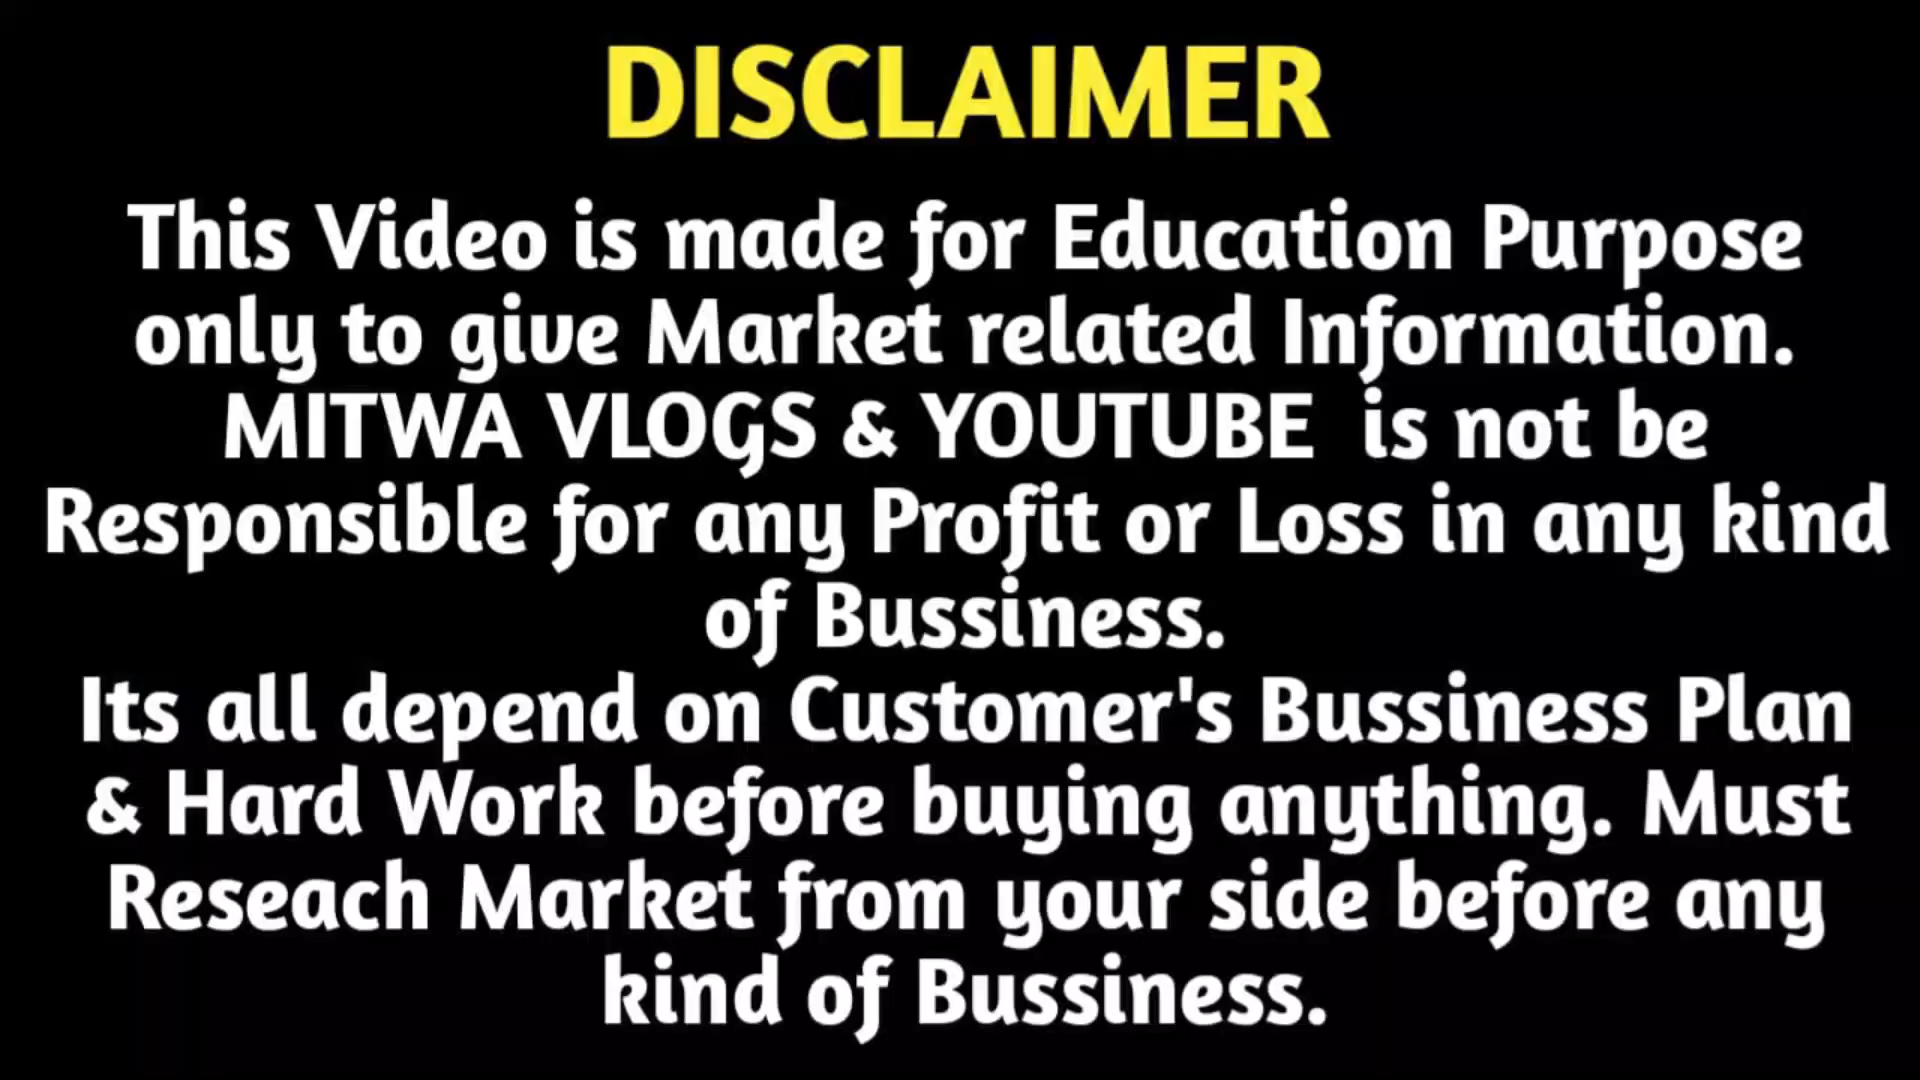 DISCLAIMER
This Video is made for Education Purpose
only to give Market related Information.
MITWA VLOGS & YOUTUBE is not be
Responsible for any Profit or Loss in any kind
of Bussiness.
Its all depend on Customer's Bussiness Plan
& Hard Work before buying anything. Must
Reseach Market from your side before any
kind of Bussiness.